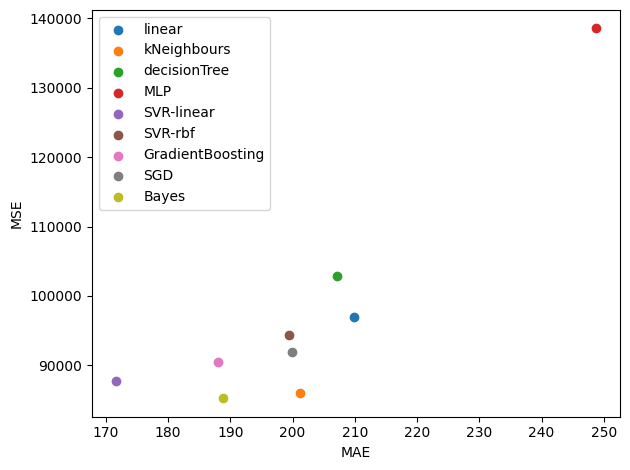 linear
kNeighbours
decisionTree
MLP
SVR-linear
SVR-rbf
GradientBoosting
SGD
Bayes
140000
130000
120000
110000
100000
90000
MSE
170 180 190 200 210 220 230 240 250
MAE